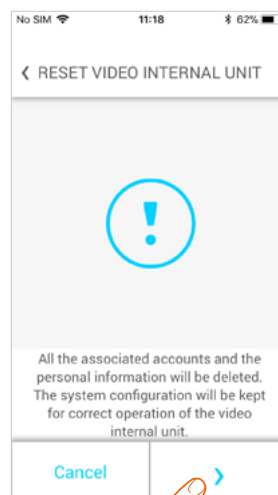 No SIM 11:18 62%
RESET VIDEO INTERNAL UNIT
!
All the associated accounts and the
personal information will be deleted.
The system configuration will be kept
for correct operation of the video
internal unit.
Cancel